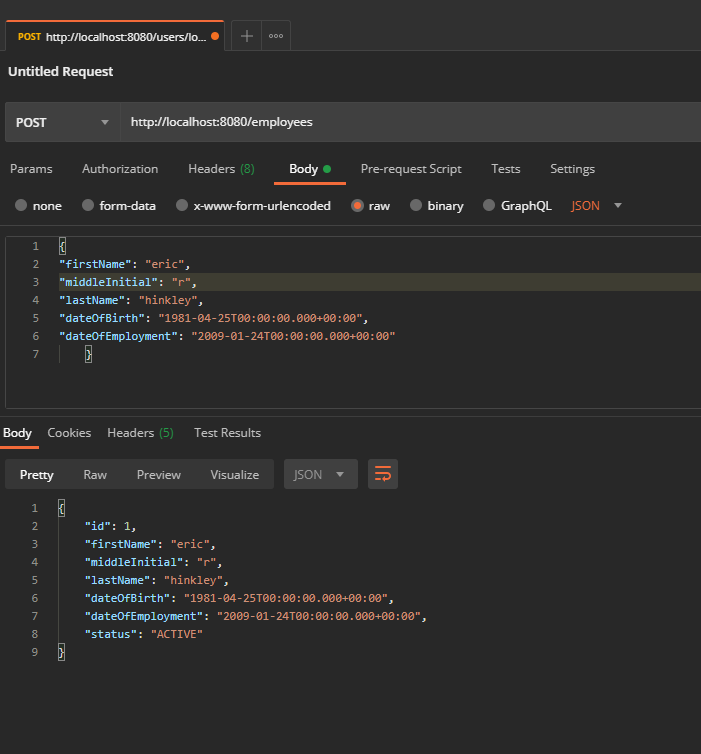 POST http://localhost:8080/users/lo...
Untitled Request
POST http://localhost:8080/employees
Params Authorization Headers (8) Body Pre-request Script Tests Settings
none form-data x-www-form-urlencoded raw binary GraphQL JSON
1 {
2 "firstName": "eric",
3 "middleInitial": "r",
4 "lastName": "hinkley",
5 "dateOfBirth": "1981-04-25T00:00:00.000+00:00",
6 "dateOfEmployment": "2009-01-24T00:00:00.000+00:00"
7 }
Body Cookies Headers (5) Test Results
Pretty Raw Preview Visualize JSON
1 {
2 "id": 1,
3 "firstName": "eric",
4 "middleInitial": "r",
5 "lastName": "hinkley",
6 "dateOfBirth": "1981-04-25T00:00:00.000+00:00",
7 "dateOfEmployment": "2009-01-24T00:00:00.000+00:00",
8 "status": "ACTIVE"
9 }